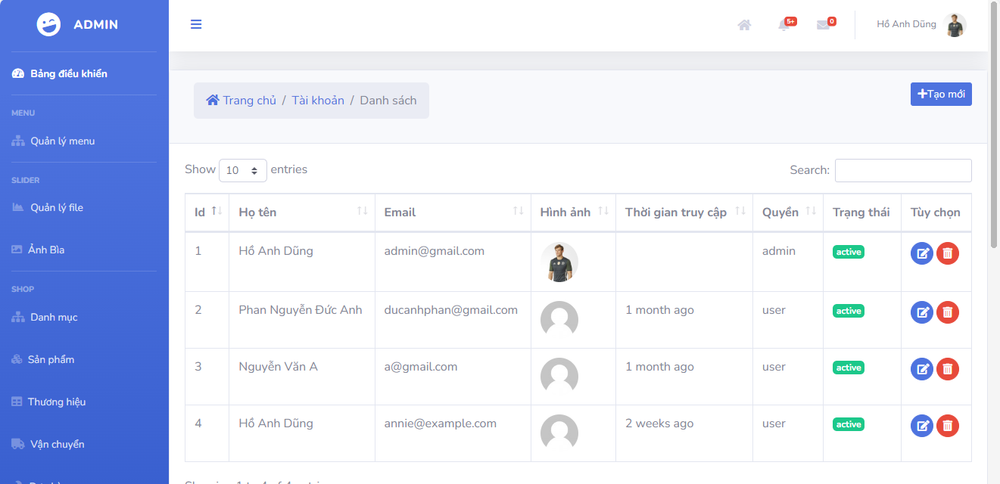 ADMIN
Bảng điều khiển
MENU
Quản lý menu
SLIDER
Quản lý file
Ảnh Bìa
SHOP
Danh mục
Sản phẩm
Thương hiệu
Vận chuyển
5+
0
Hồ Anh Dũng
Trang chủ / Tài khoản / Danh sách
Tạo mới
Show 10 entries
Search:
Id Họ tên Email Hình ảnh Thời gian truy cập Quyền Trạng thái Tùy chọn
1 Hồ Anh Dũng admin@gmail.com admin active
2 Phan Nguyễn Đức Anh ducanhphan@gmail.com 1 month ago user active
3 Nguyễn Văn A a@gmail.com 1 month ago user active
4 Hồ Anh Dũng annie@example.com 2 weeks ago user active